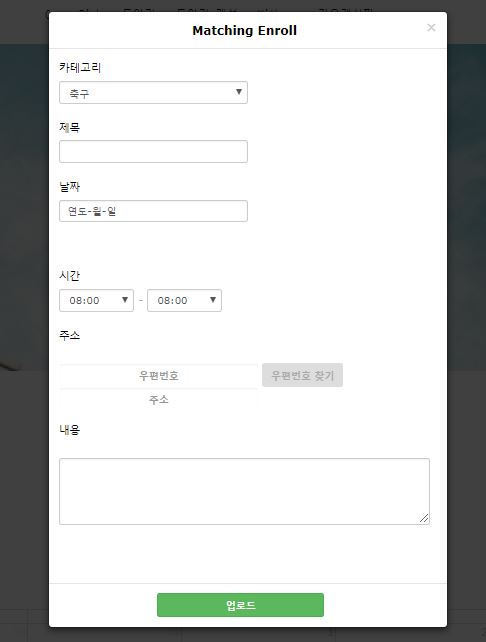 Matching Enroll
×
카테고리
축구
제목
날짜
연도-월-일
시간
08:00 - 08:00
주소
우편번호 우편번호 찾기
주소
내용
업로드